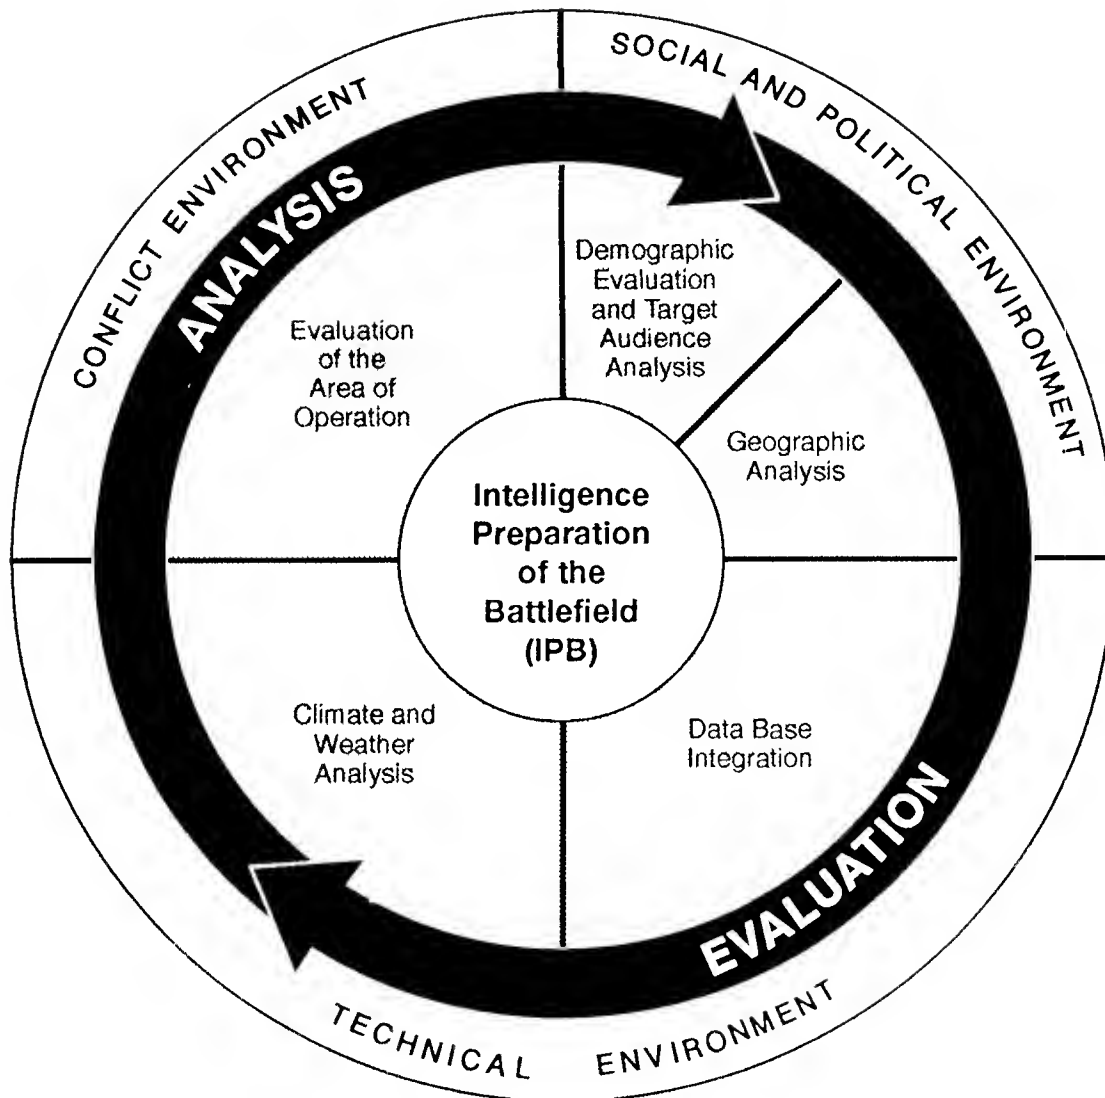 CONFLICT ENVIRONMENT
SOCIAL AND POLITICAL ENVIRONMENT
ANALYSIS
Demographic
Evaluation
and Target
Audience
Analysis
Evaluation
of the
Area of
Operation
Geographic
Analysis
Intelligence
Preparation
of the
Battlefield
(IPB)
Climate and
Weather
Analysis
Data Base
Integration
EVALUATION
TECHNICAL ENVIRONMENT